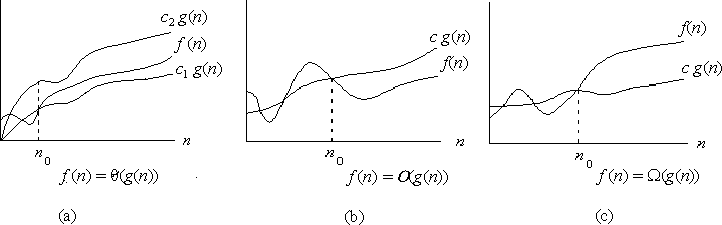 c₂ g(n)
f (n)
c₁ g(n)
n
n₀
f (n) = θ(g(n))
(a)
c g(n)
f(n)
n
n₀
f (n) = O(g(n))
(b)
f(n)
c g(n)
n
n₀
f (n) = Ω(g(n))
(c)